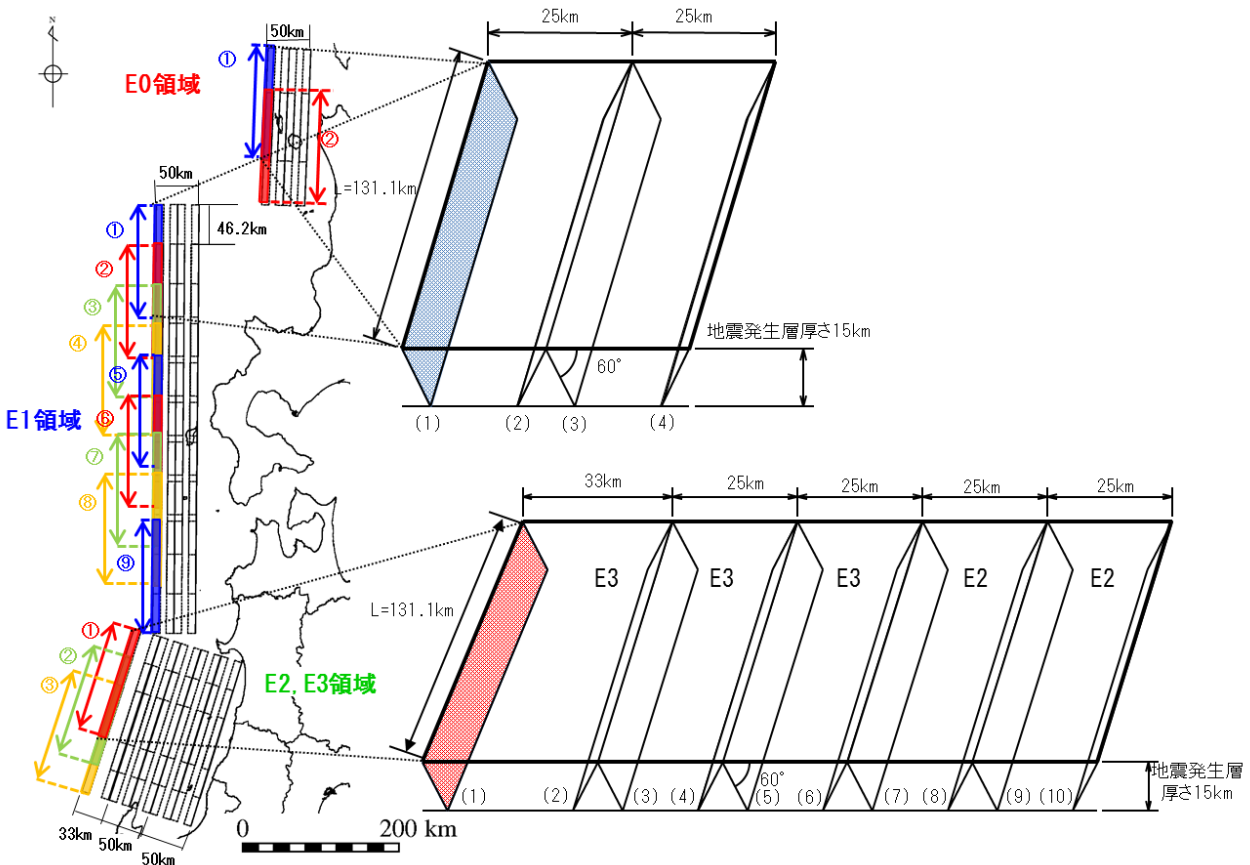 N
50km
①
E0領域
②
50km
①
46.2km
②
③
④
⑤
E1領域
⑥
⑦
⑧
⑨
①
②
③
E2, E3領域
33km
50km
50km
0
200 km
25km
25km
L=131.1km
地震発生層厚さ15km
60°
(1)
(2)
(3)
(4)
33km
25km
25km
25km
25km
E3
E3
E3
E2
E2
L=131.1km
60°
地震発生層
厚さ15km
(1)
(2)
(3)
(4)
(5)
(6)
(7)
(8)
(9)
(10)